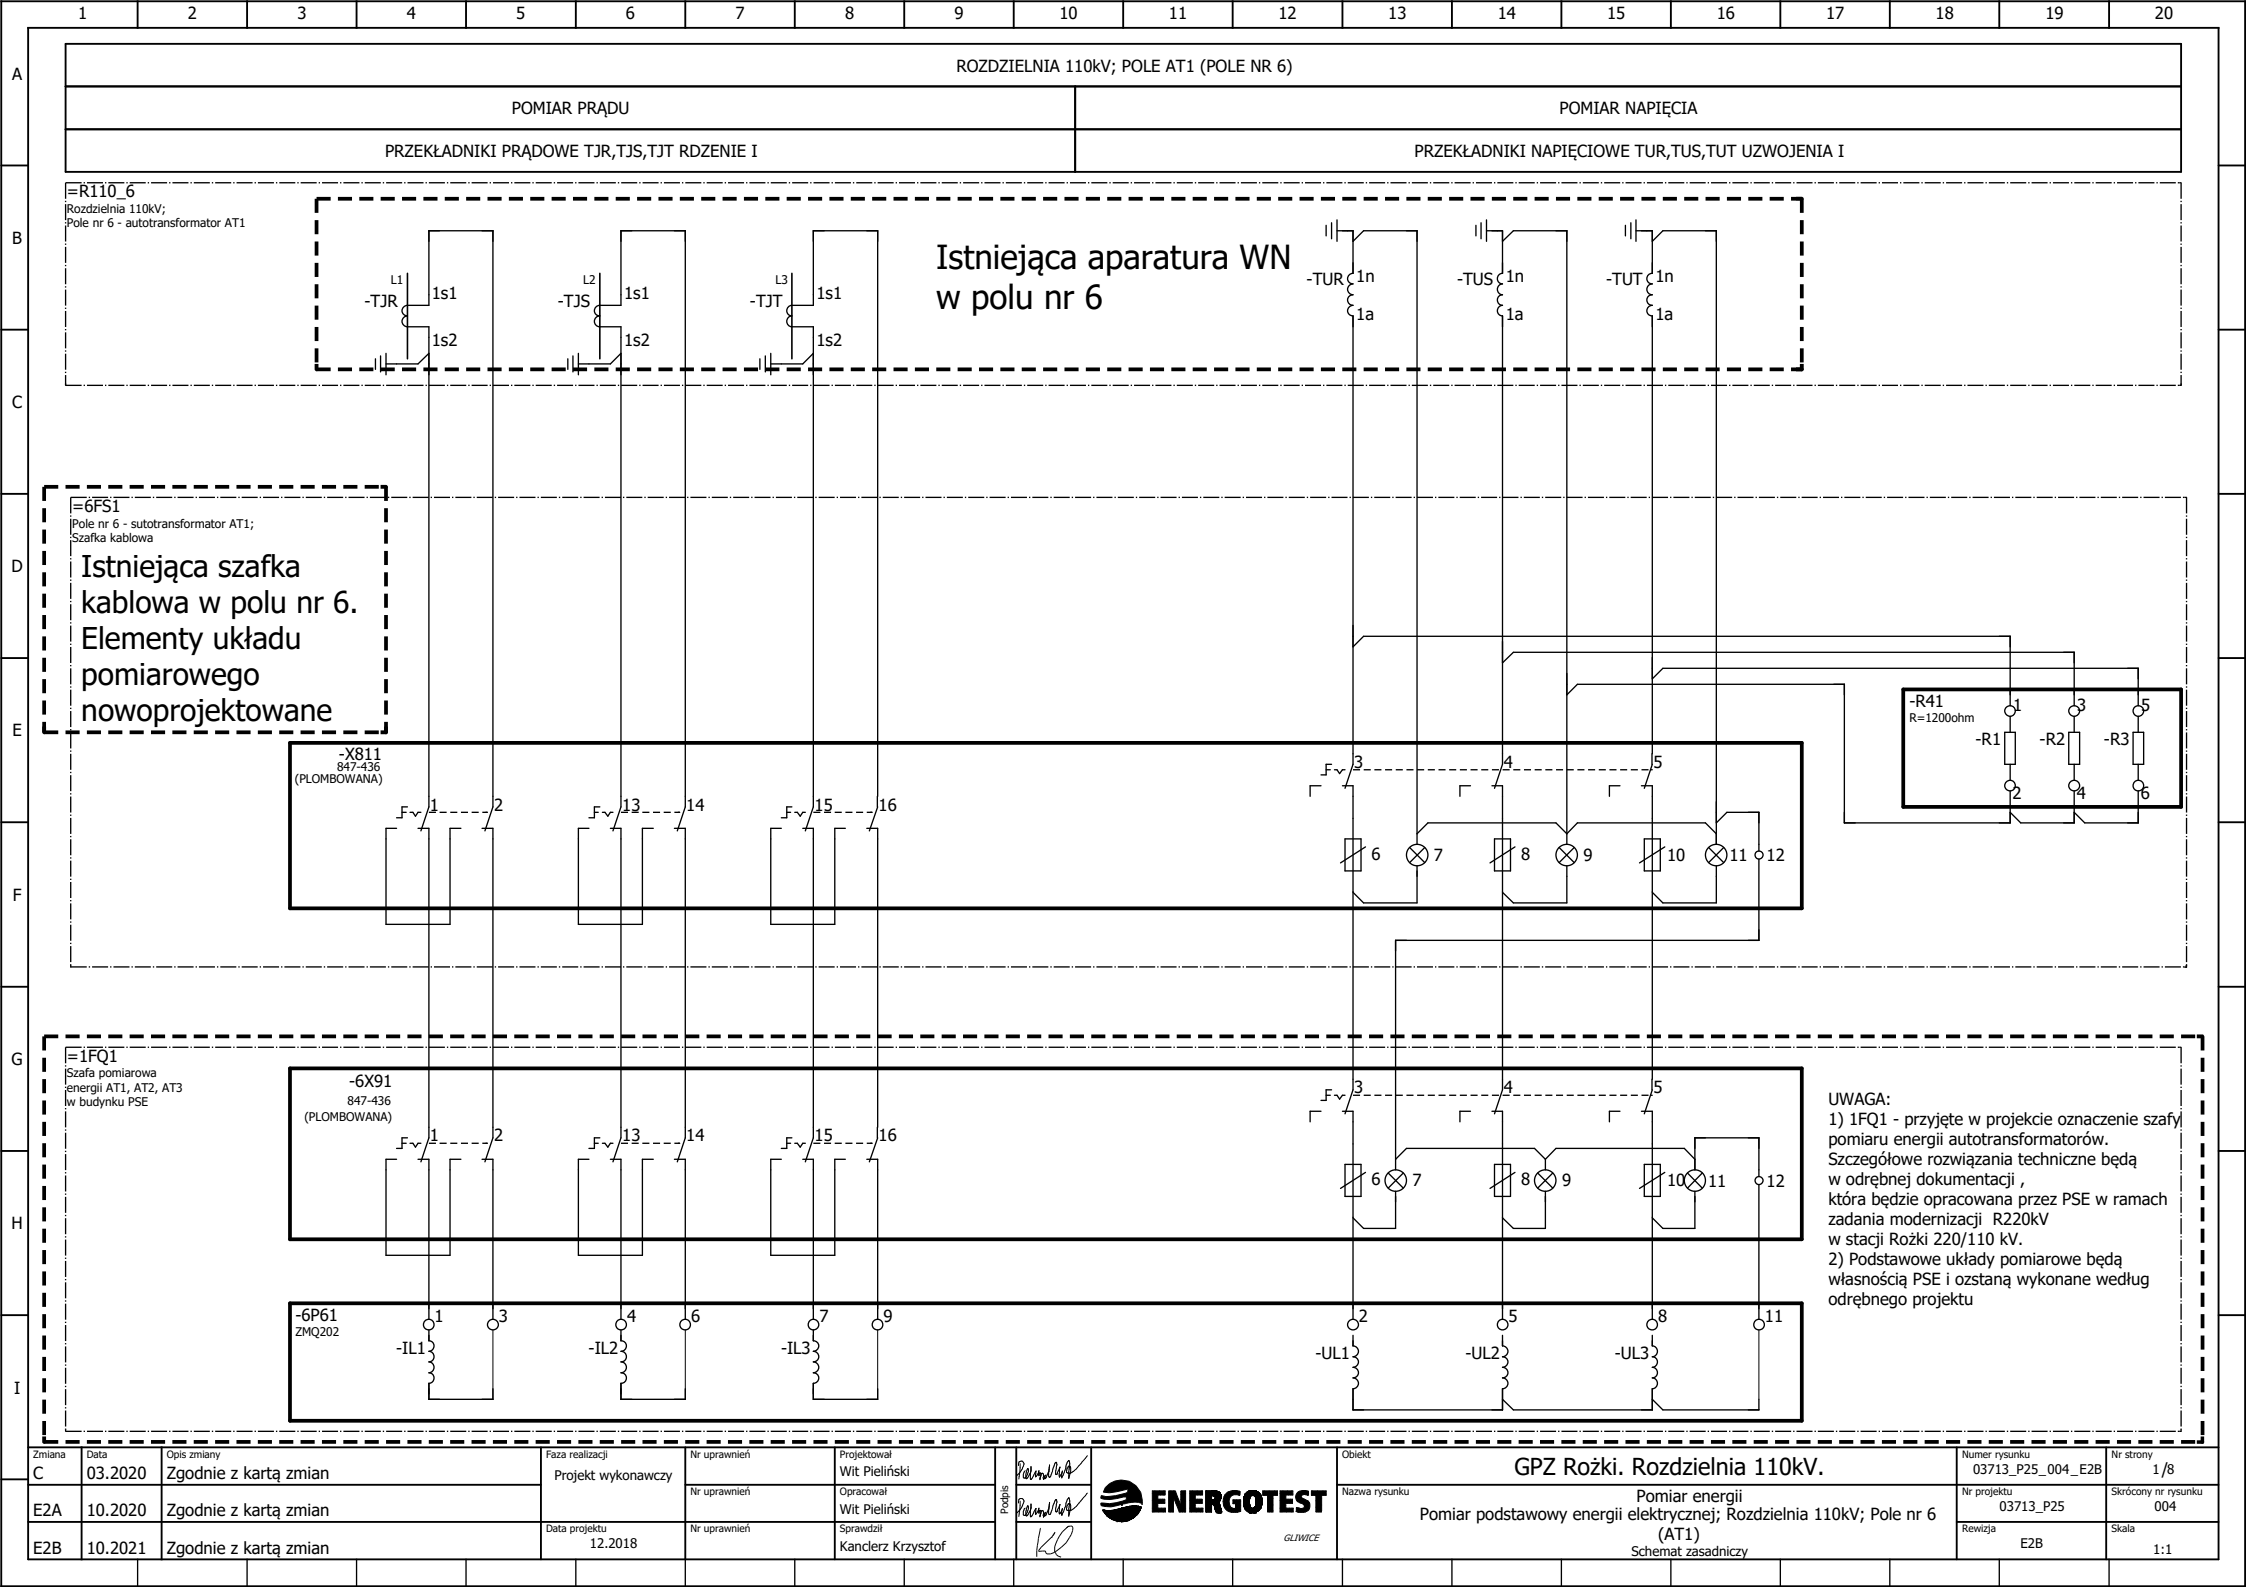 1 2 3 4 5 6 7 8 9 10 11 12 13 14 15 16 17 18 19 20
A
B
C
D
E
F
G
H
I
ROZDZIELNIA 110kV; POLE AT1 (POLE NR 6)
POMIAR PRĄDU
POMIAR NAPIĘCIA
PRZEKŁADNIKI PRĄDOWE TJR,TJS,TJT RDZENIE I
PRZEKŁADNIKI NAPIĘCIOWE TUR,TUS,TUT UZWOJENIA I
=R110_6
Rozdzielnia 110kV;
Pole nr 6 - autotransformator AT1
L1
-TJR
1s1
1s2
L2
-TJS
1s1
1s2
L3
-TJT
1s1
1s2
Istniejąca aparatura WN
w polu nr 6
-TUR
1n
1a
-TUS
1n
1a
-TUT
1n
1a
=6FS1
Pole nr 6 - sutotransformator AT1;
Szafka kablowa
Istniejąca szafka
kablowa w polu nr 6.
Elementy układu
pomiarowego
nowoprojektowane
-R41
R=1200ohm
1 3 5
-R1 -R2 -R3
2 4 6
-X811
847-436
(PLOMBOWANA)
3 4 5
1 2 13 14 15 16
6 7 8 9 10 11 12
=1FQ1
Szafa pomiarowa
energii AT1, AT2, AT3
w budynku PSE
-6X91
847-436
(PLOMBOWANA)
3 4 5
1 2 13 14 15 16
6 7 8 9 10 11 12
UWAGA:
1) 1FQ1 - przyjęte w projekcie oznaczenie szafy
pomiaru energii autotransformatorów.
Szczegółowe rozwiązania techniczne będą
w odrębnej dokumentacji ,
która będzie opracowana przez PSE w ramach
zadania modernizacji R220kV
w stacji Rożki 220/110 kV.
2) Podstawowe układy pomiarowe będą
własnością PSE i ozstaną wykonane według
odrębnego projektu
-6P61
ZMQ202
1 3 4 6 7 9 2 5 8 11
-IL1 -IL2 -IL3 -UL1 -UL2 -UL3
Zmiana Data Opis zmiany
C 03.2020 Zgodnie z kartą zmian
E2A 10.2020 Zgodnie z kartą zmian
E2B 10.2021 Zgodnie z kartą zmian
Faza realizacji
Projekt wykonawczy
Data projektu
12.2018
Nr uprawnień
Nr uprawnień
Nr uprawnień
Projektował
Wit Pieliński
Opracował
Wit Pieliński
Sprawdził
Kanclerz Krzysztof
Podpis
ENERGOTEST
GLIWICE
Obiekt
GPZ Rożki. Rozdzielnia 110kV.
Nazwa rysunku
Pomiar energii
Pomiar podstawowy energii elektrycznej; Rozdzielnia 110kV; Pole nr 6
(AT1)
Schemat zasadniczy
Numer rysunku
03713_P25_004_E2B
Nr strony
1/8
Nr projektu
03713_P25
Skrócony nr rysunku
004
Rewizja
E2B
Skala
1:1